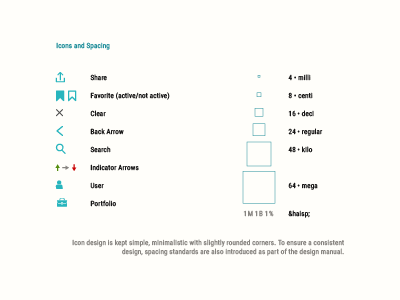 Icons and Spacing
Share 4 • milli
Favorite (active/not active) 8 • centi
Clear 16 • deci
Back Arrow 24 • regular
Search 48 • kilo
Indicator Arrows
User 64 • mega
Portfolio
1M 1B 1% &haisp;
Icon design is kept simple, minimalistic with slightly rounded corners. To ensure a consistent
design, spacing standards are also introduced as part of the design manual.